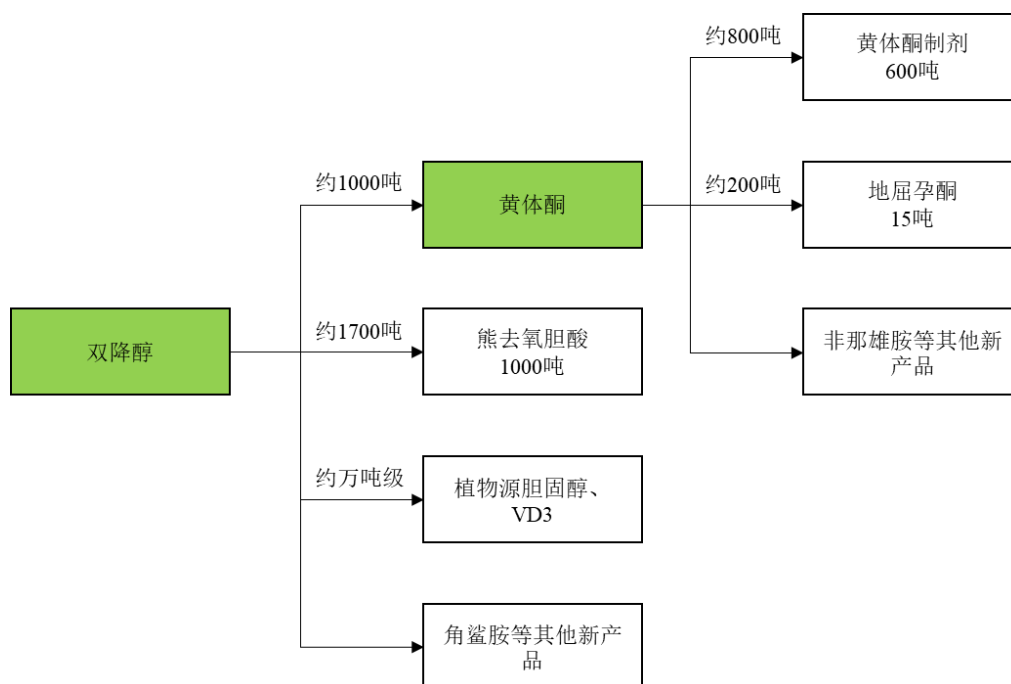 约800吨
黄体酮制剂
600吨
约1000吨
黄体酮
约200吨
地屈孕酮
15吨
双降醇
约1700吨
熊去氧胆酸
1000吨
非那雄胺等其他新
产品
约万吨级
植物源胆固醇、
VD3
角鲨胺等其他新产
品